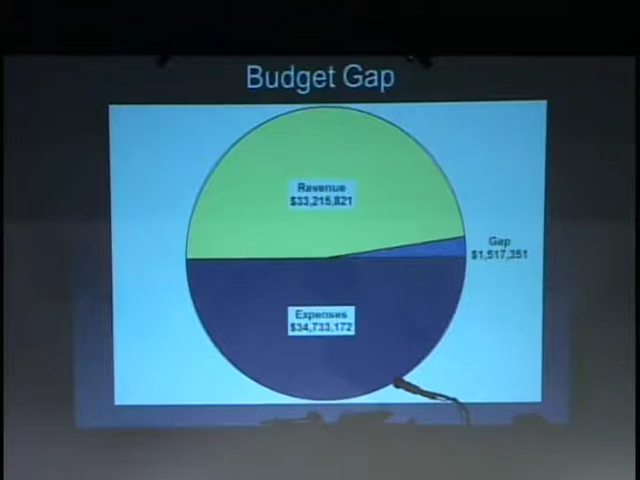 Budget Gap
Revenue
$33,215,821
Gap
$1,517,351
Expenses
$34,733,172